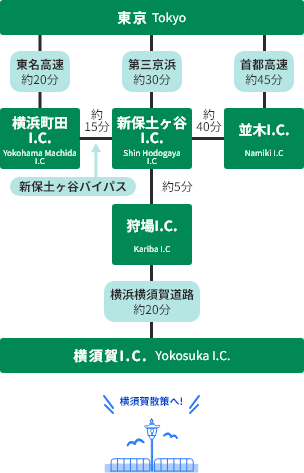 東京 Tokyo
東名高速
約20分
第三京浜
約30分
首都高速
約45分
横浜町田
I.C.
Yokohama Machida
I.C
約
15分
新保土ヶ谷
I.C.
Shin Hodogaya
I.C
約
40分
並木I.C.
Namiki I.C
新保土ヶ谷バイパス
約5分
狩場I.C.
Kariba I.C
横浜横須賀道路
約20分
横須賀I.C. Yokosuka I.C.
横須賀散策へ!